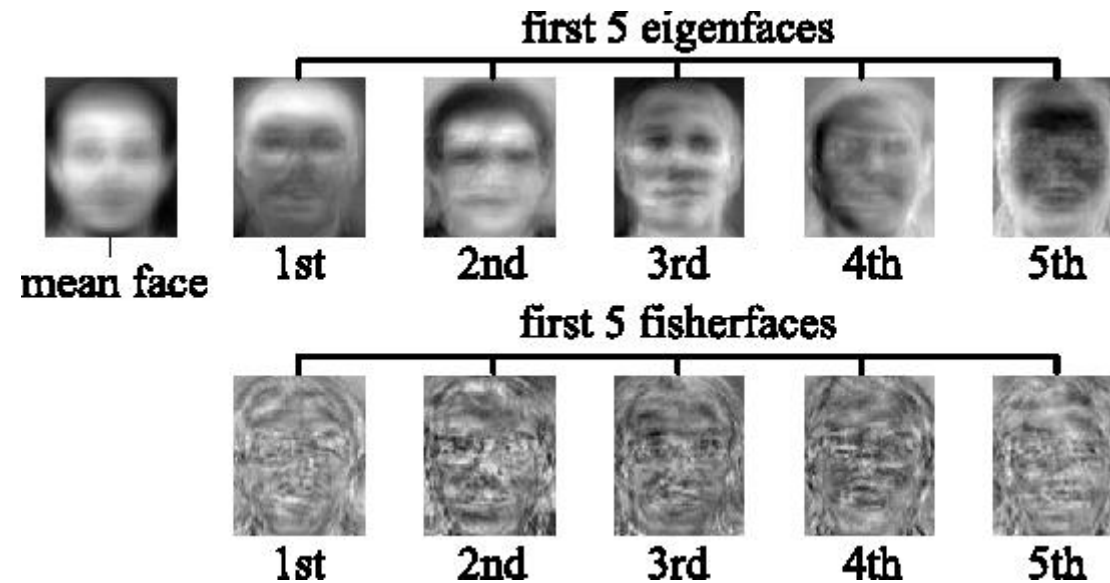 first 5 eigenfaces
mean face
1st 2nd 3rd 4th 5th
first 5 fisherfaces
1st 2nd 3rd 4th 5th